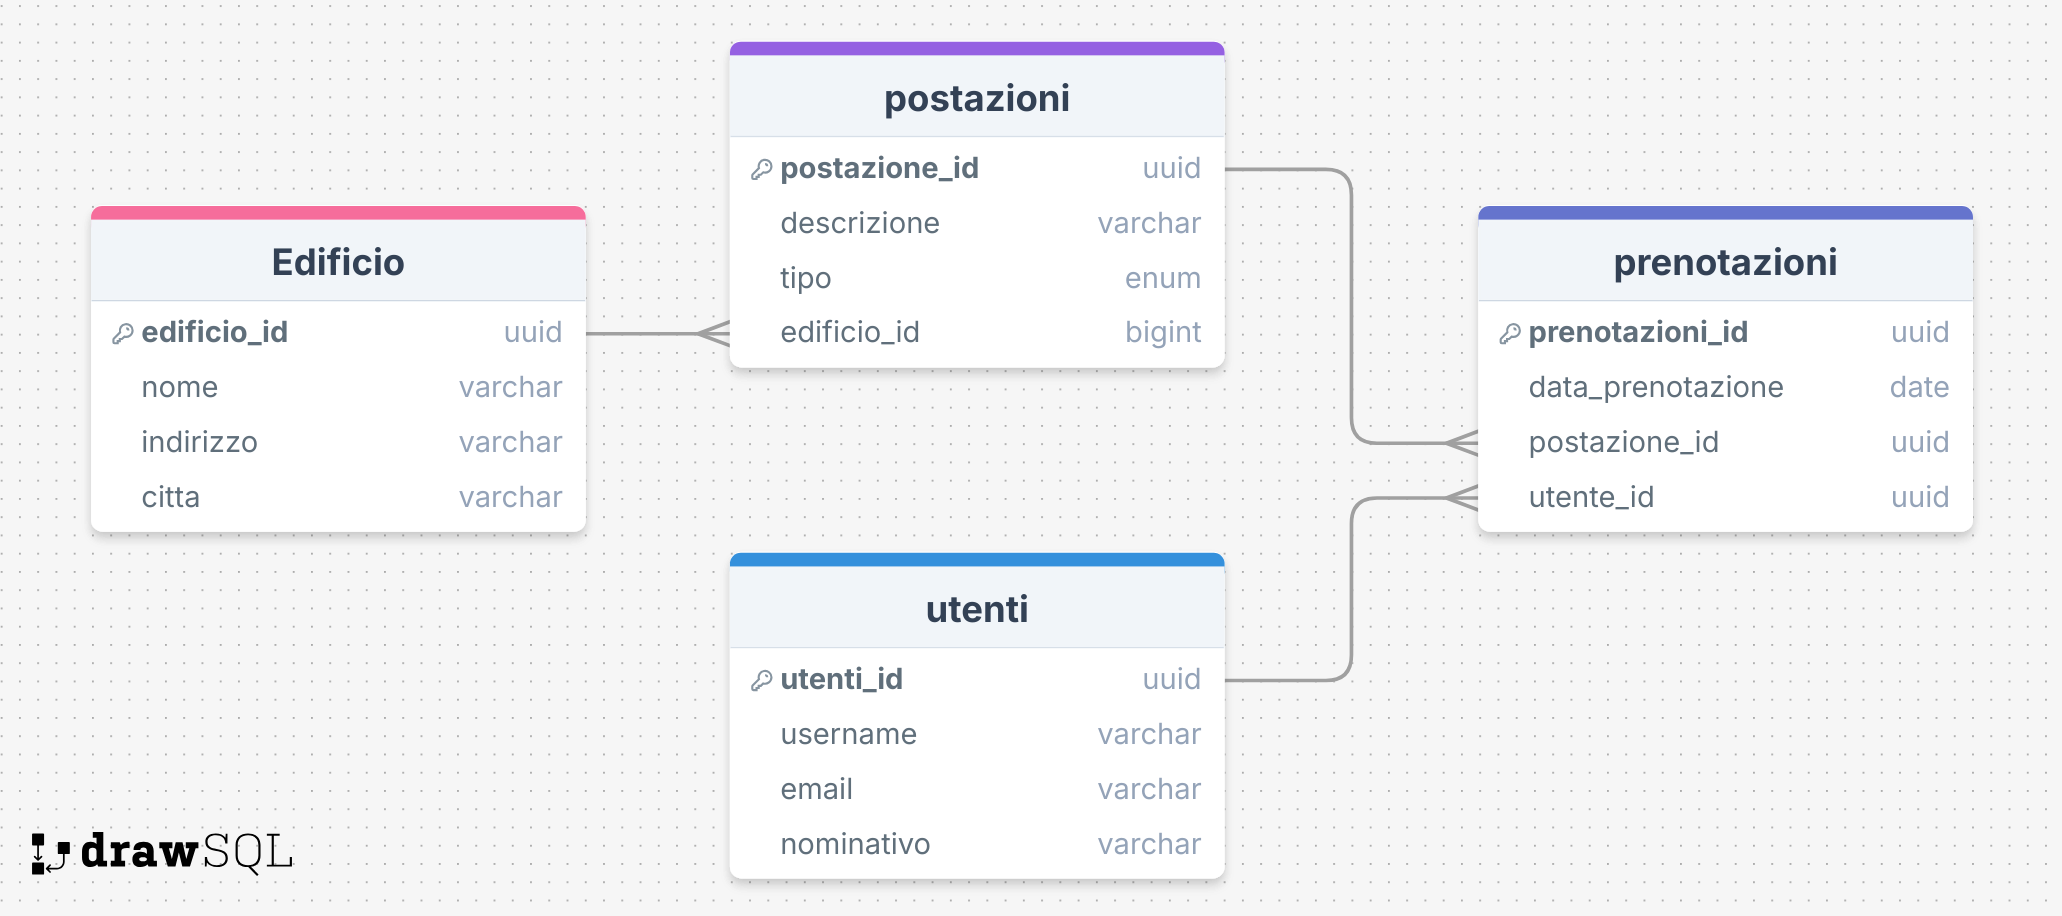 Edificio
edificio_id uuid
nome varchar
indirizzo varchar
citta varchar
postazioni
postazione_id uuid
descrizione varchar
tipo enum
edificio_id bigint
utenti
utenti_id uuid
username varchar
email varchar
nominativo varchar
prenotazioni
prenotazioni_id uuid
data_prenotazione date
postazione_id uuid
utente_id uuid
drawSQL